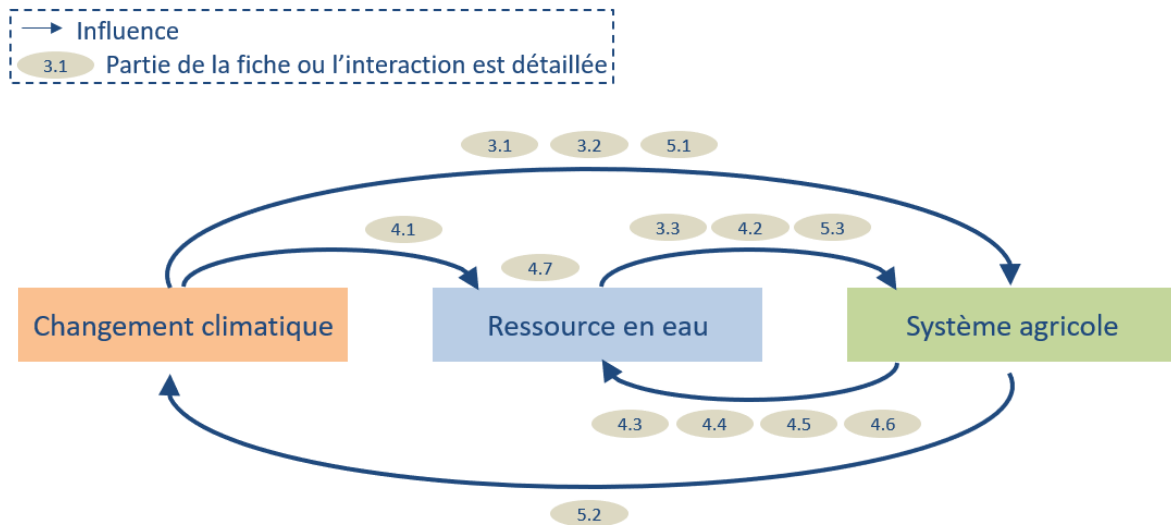 Influence
3.1 Partie de la fiche ou l’interaction est détaillée
3.1 3.2 5.1
4.1 3.3 4.2 5.3
4.7
Changement climatique Ressource en eau Système agricole
4.3 4.4 4.5 4.6
5.2